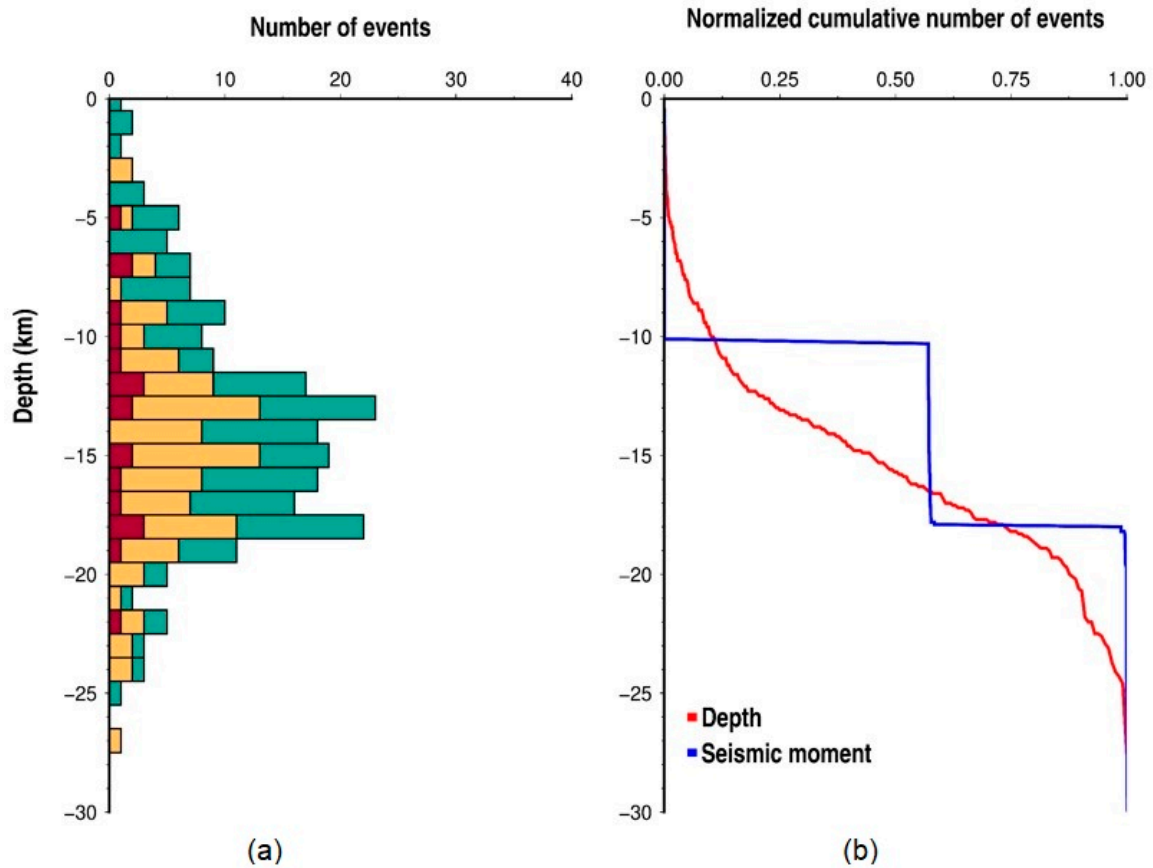 Number of events
0 10 20 30 40
0
−5
−10
−15
−20
−25
−30
Depth (km)
(a)
Normalized cumulative number of events
0.00 0.25 0.50 0.75 1.00
0
−5
−10
−15
−20
−25
−30
Depth
Seismic moment
(b)